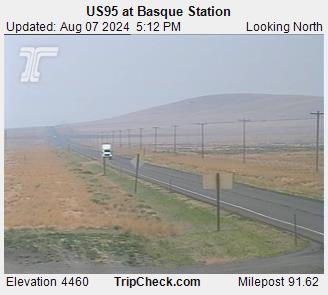 US95 at Basque Station
Updated: Aug 07 2024 5:12 PM Looking North
Elevation 4460 TripCheck.com Milepost 91.62